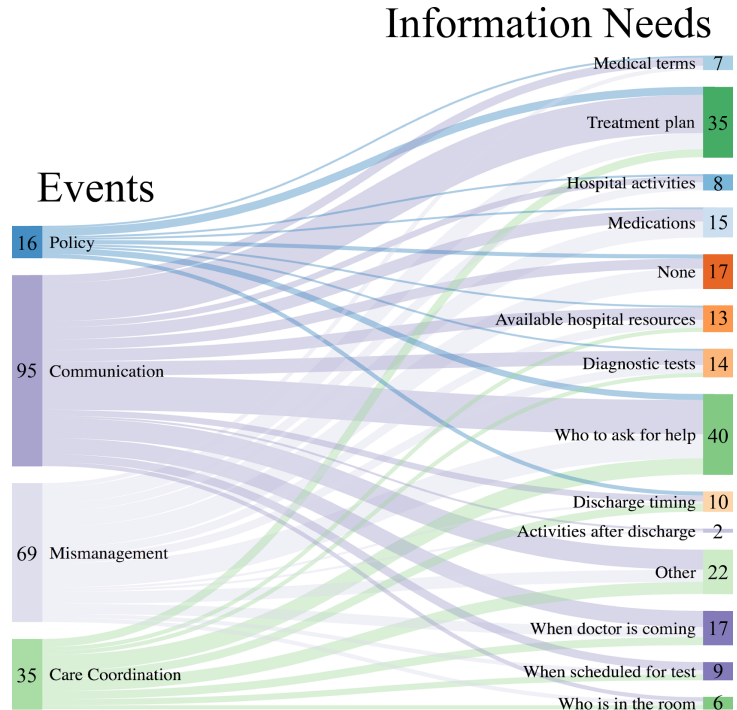 Information Needs
Events
16 Policy
95 Communication
69 Mismanagement
35 Care Coordination
Medical terms 7
Treatment plan 35
Hospital activities 8
Medications 15
None 17
Available hospital resources 13
Diagnostic tests 14
Who to ask for help 40
Discharge timing 10
Activities after discharge 2
Other 22
When doctor is coming 17
When scheduled for test 9
Who is in the room 6